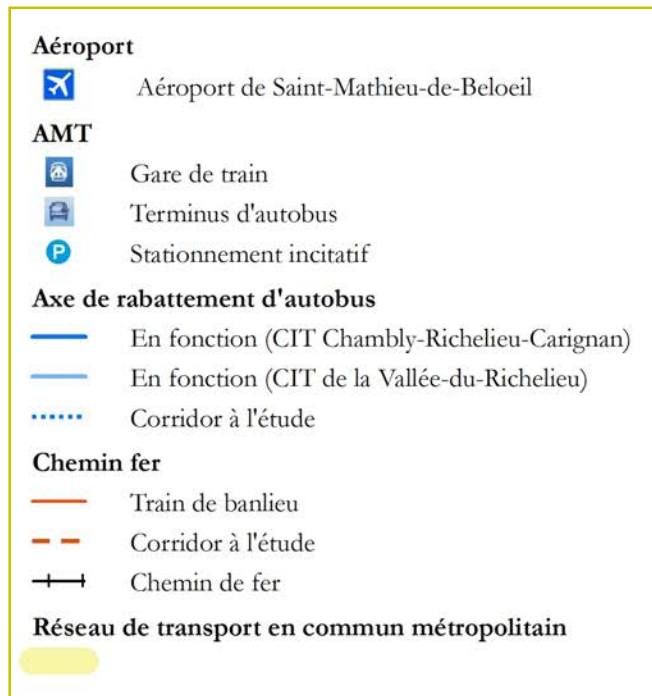 Aéroport
Aéroport de Saint-Mathieu-de-Beloeil
AMT
Gare de train
Terminus d'autobus
P Stationnement incitatif
Axe de rabattement d'autobus
En fonction (CIT Chambly-Richelieu-Carignan)
En fonction (CIT de la Vallée-du-Richelieu)
Corridor à l'étude
Chemin fer
Train de banlieu
Corridor à l'étude
Chemin de fer
Réseau de transport en commun métropolitain